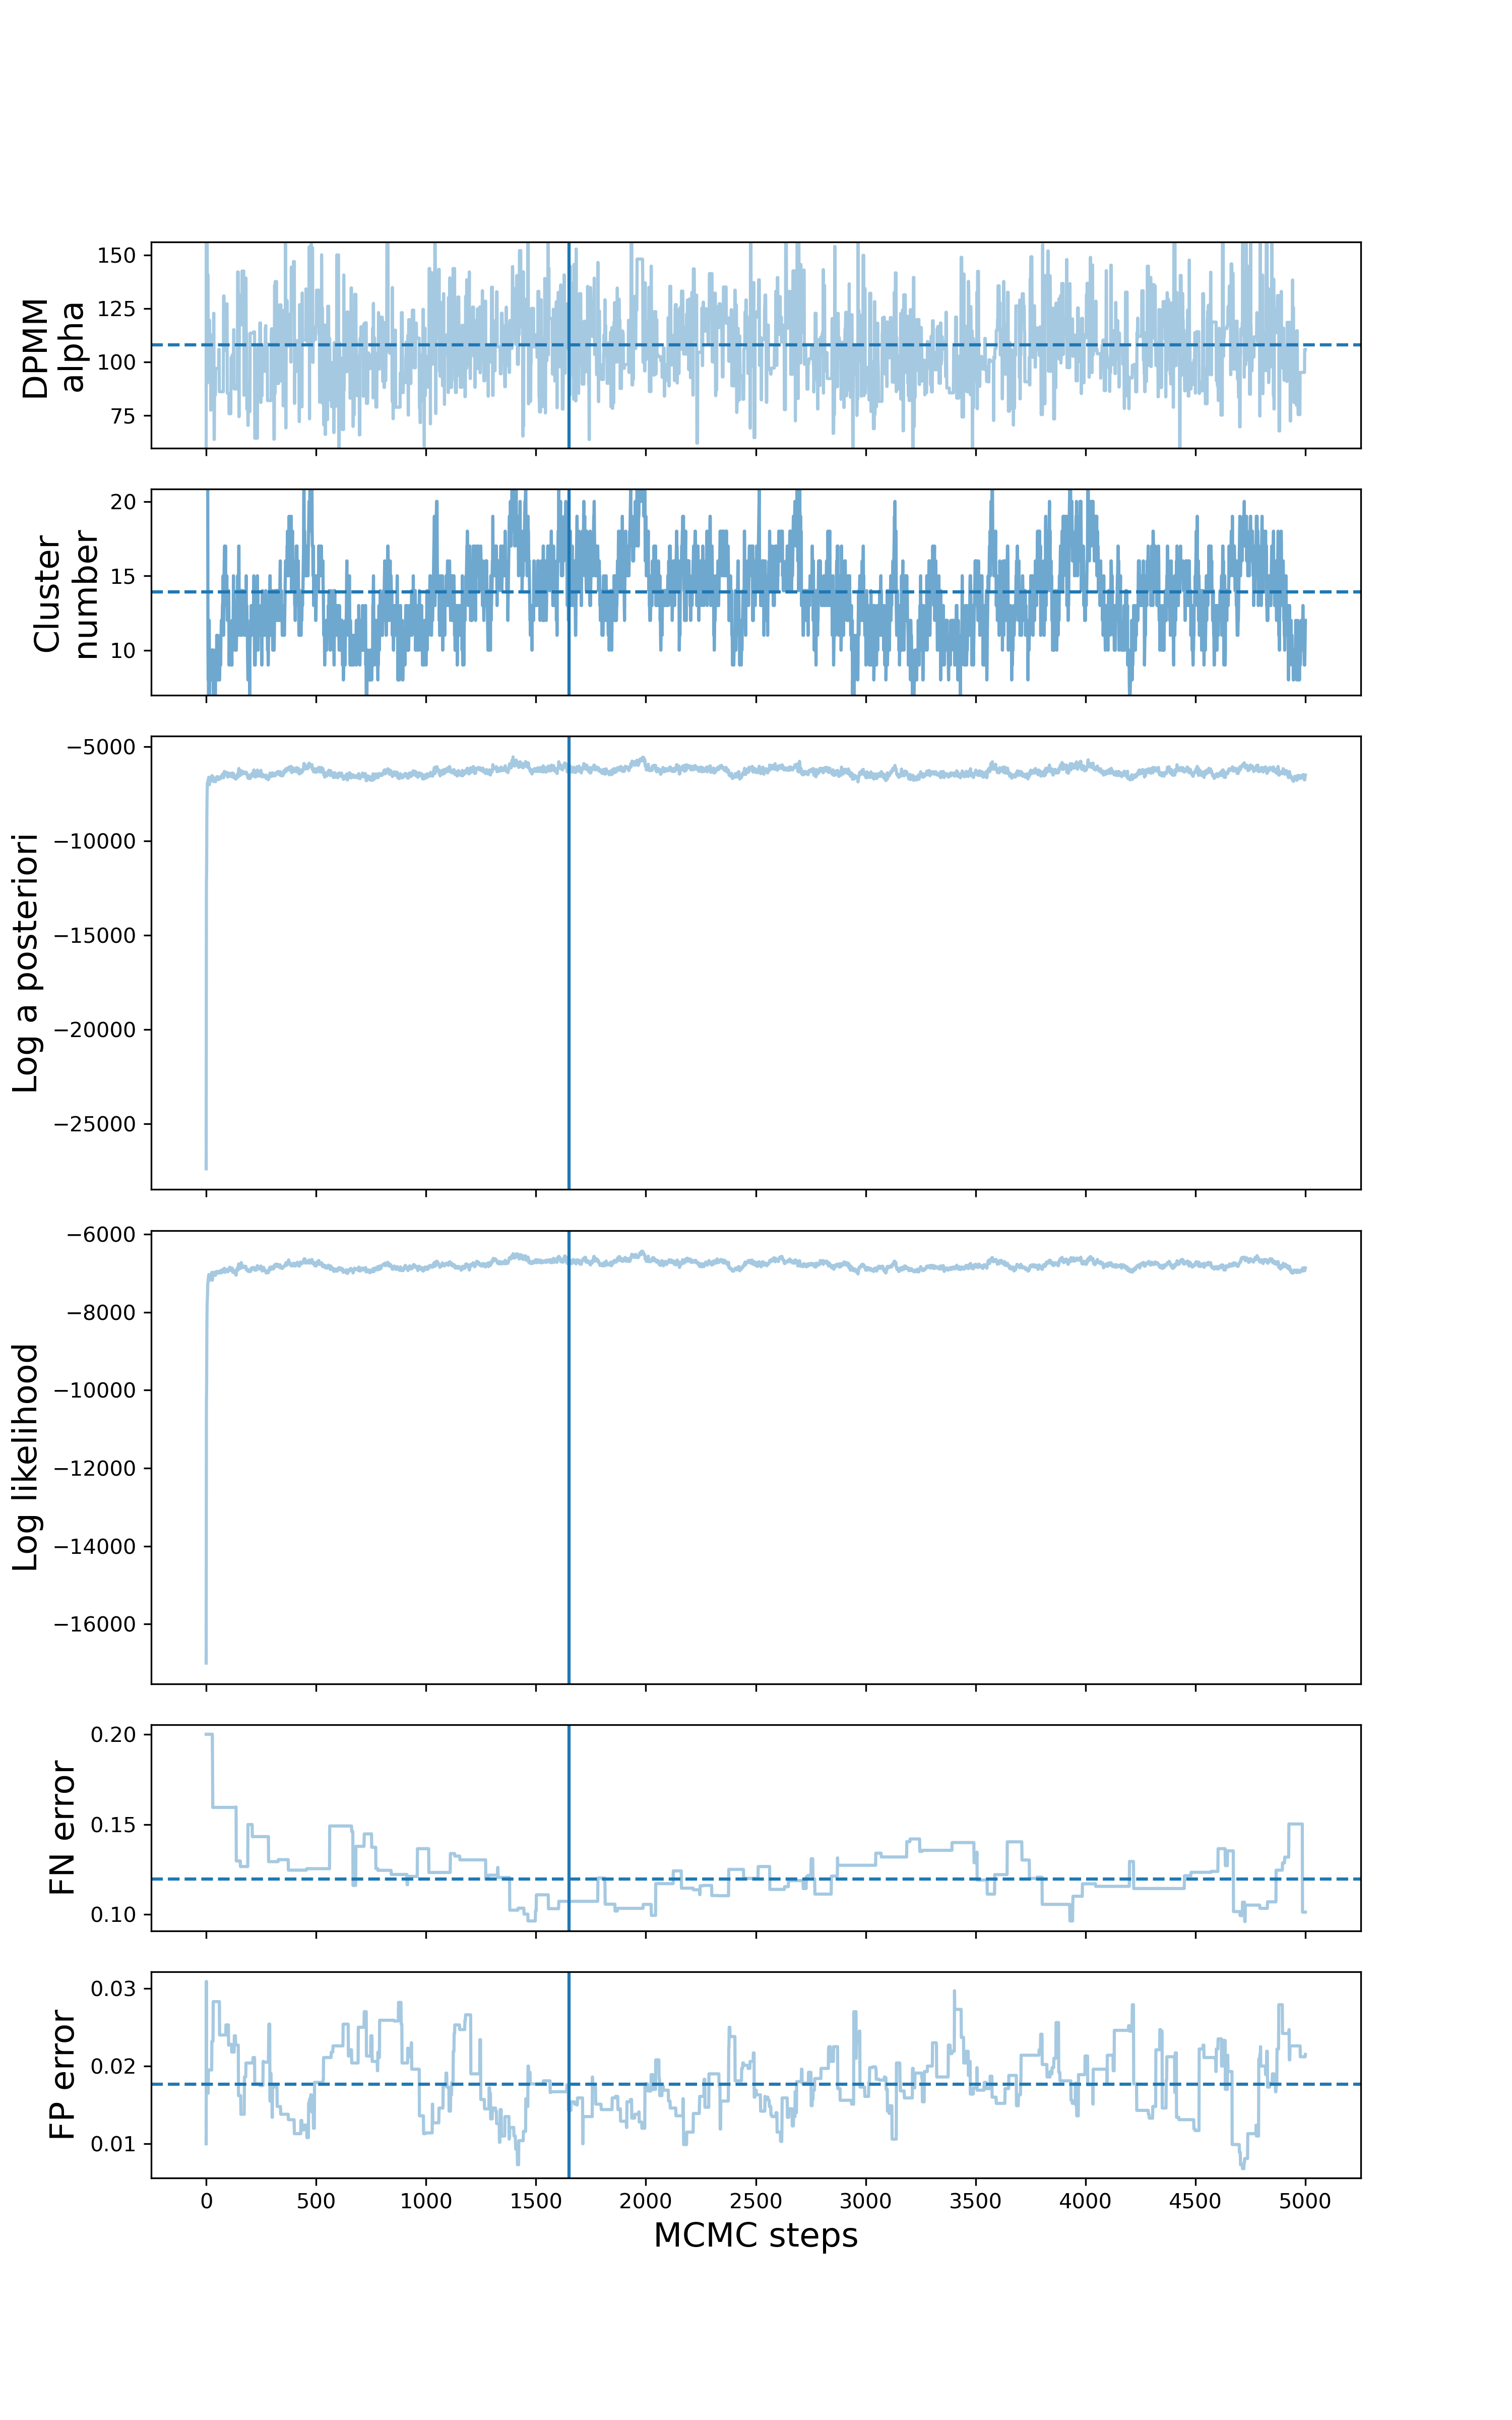 DPMM
alpha
150
125
100
75
Cluster
number
20
15
10
Log a posteriori
−5000
−10000
−15000
−20000
−25000
Log likelihood
−6000
−8000
−10000
−12000
−14000
−16000
FN error
0.20
0.15
0.10
FP error
0.03
0.02
0.01
0 500 1000 1500 2000 2500 3000 3500 4000 4500 5000
MCMC steps